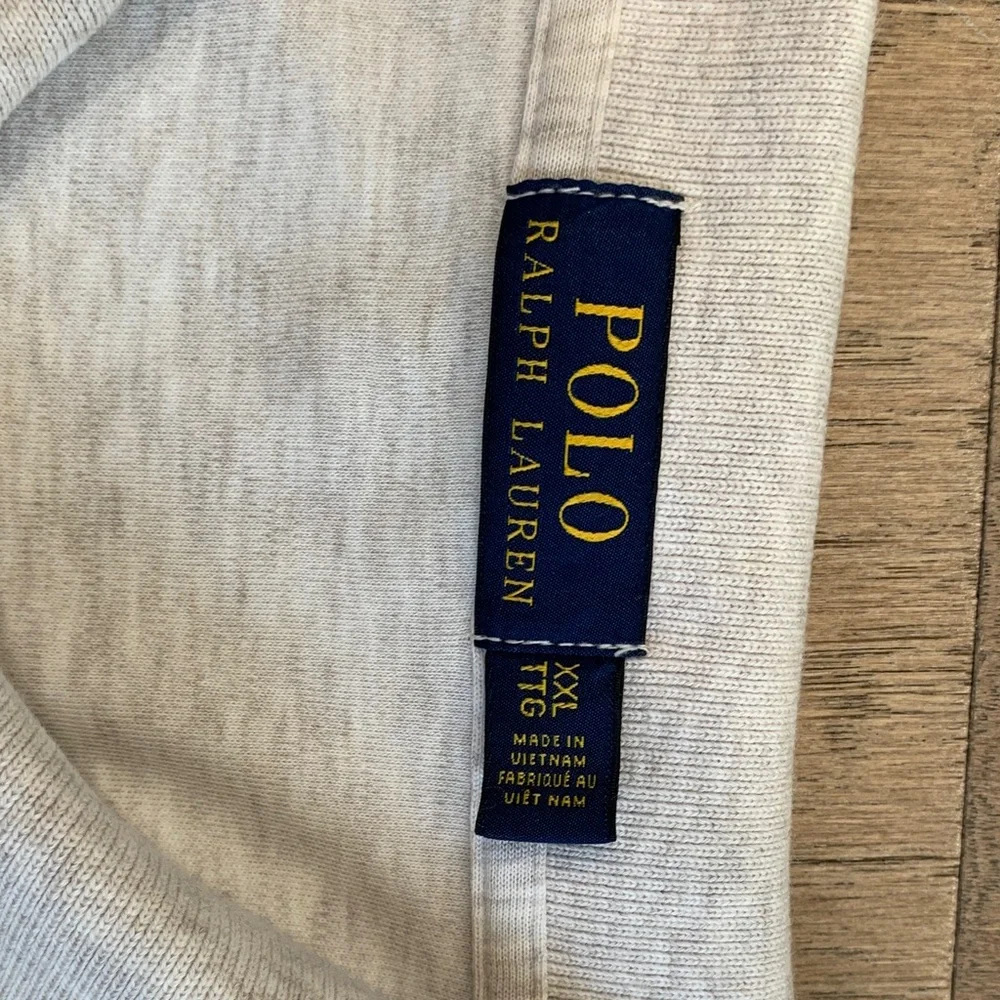 POLO
RALPH LAUREN
XXL
TTG
MADE IN
VIETNAM
FABRIQUÉ AU
VIÊT NAM